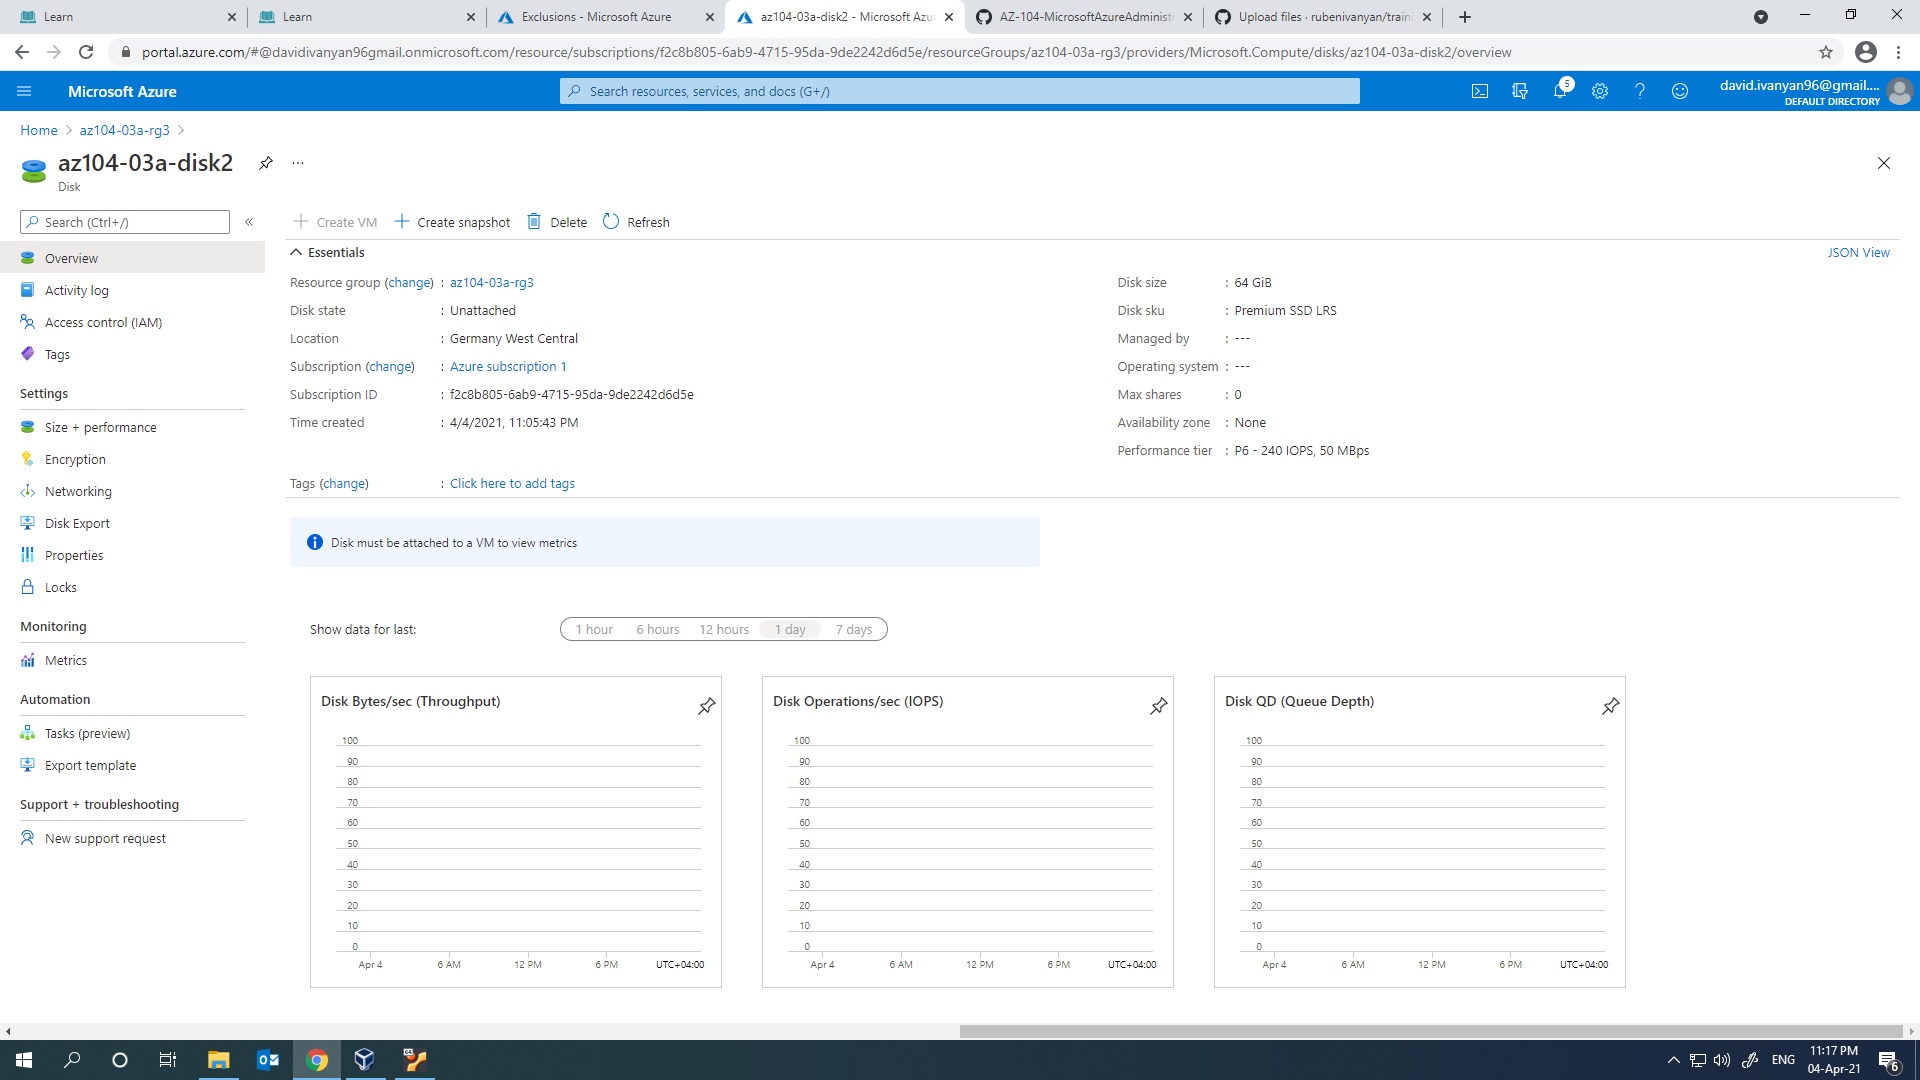 Learn
Learn
Exclusions - Microsoft Azure
az104-03a-disk2 - Microsoft Azu
AZ-104-MicrosoftAzureAdminist
Upload files · rubenivanyan/train
portal.azure.com/#@davidivanyan96gmail.onmicrosoft.com/resource/subscriptions/f2c8b805-6ab9-4715-95da-9de2242d6d5e/resourceGroups/az104-03a-rg3/providers/Microsoft.Compute/disks/az104-03a-disk2/overview
Microsoft Azure
Search resources, services, and docs (G+/)
5
david.ivanyan96@gmail....
DEFAULT DIRECTORY
Home > az104-03a-rg3 >
az104-03a-disk2
Disk
Search (Ctrl+/)
Create VM
Create snapshot
Delete
Refresh
Overview
Activity log
Access control (IAM)
Tags
Settings
Size + performance
Encryption
Networking
Disk Export
Properties
Locks
Monitoring
Metrics
Automation
Tasks (preview)
Export template
Support + troubleshooting
New support request
Essentials
JSON View
Resource group (change) : az104-03a-rg3
Disk state : Unattached
Location : Germany West Central
Subscription (change) : Azure subscription 1
Subscription ID : f2c8b805-6ab9-4715-95da-9de2242d6d5e
Time created : 4/4/2021, 11:05:43 PM
Disk size : 64 GiB
Disk sku : Premium SSD LRS
Managed by : ---
Operating system : ---
Max shares : 0
Availability zone : None
Performance tier : P6 - 240 IOPS, 50 MBps
Tags (change) : Click here to add tags
Disk must be attached to a VM to view metrics
Show data for last:
1 hour 6 hours 12 hours 1 day 7 days
Disk Bytes/sec (Throughput)
100
90
80
70
60
50
40
30
20
10
0
Apr 4 6 AM 12 PM 6 PM UTC+04:00
Disk Operations/sec (IOPS)
100
90
80
70
60
50
40
30
20
10
0
Apr 4 6 AM 12 PM 6 PM UTC+04:00
Disk QD (Queue Depth)
100
90
80
70
60
50
40
30
20
10
0
Apr 4 6 AM 12 PM 6 PM UTC+04:00
ENG
11:17 PM
04-Apr-21
6